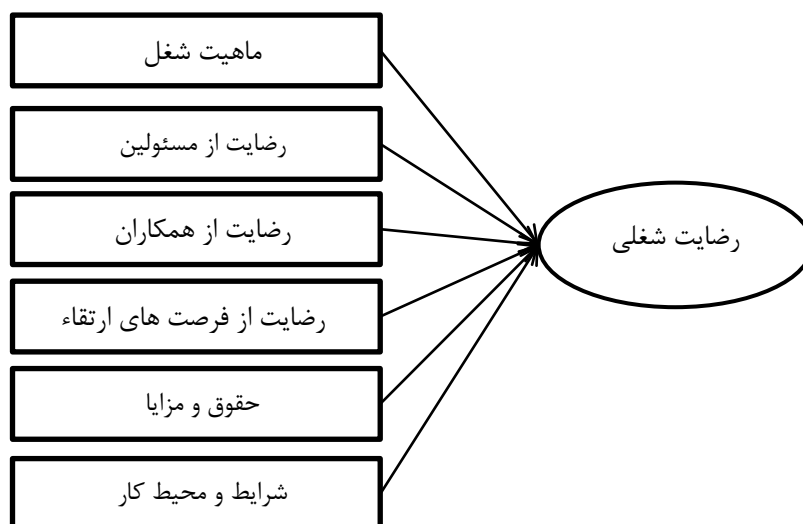 ماهیت شغل
رضایت از مسئولین
رضایت از همکاران
رضایت از فرصت های ارتقاء
حقوق و مزایا
شرایط و محیط کار
رضایت شغلی